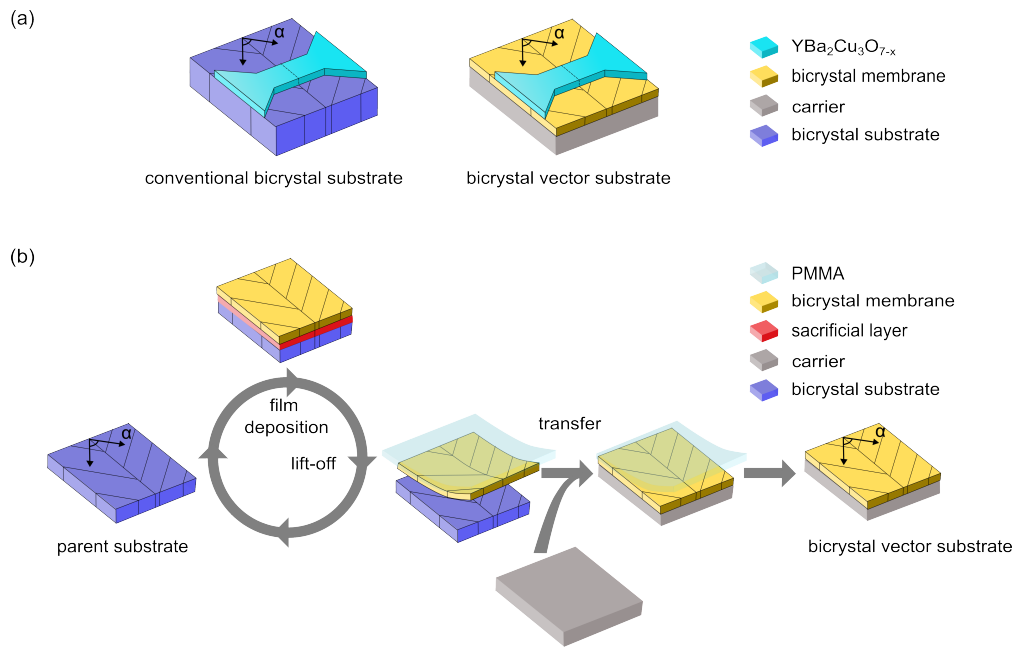 (a)
α
α
YBa₂Cu₃O₇₋ₓ
bicrystal membrane
carrier
bicrystal substrate
conventional bicrystal substrate
bicrystal vector substrate
(b)
PMMA
bicrystal membrane
sacrificial layer
carrier
bicrystal substrate
film
deposition
lift-off
transfer
α
α
parent substrate
bicrystal vector substrate